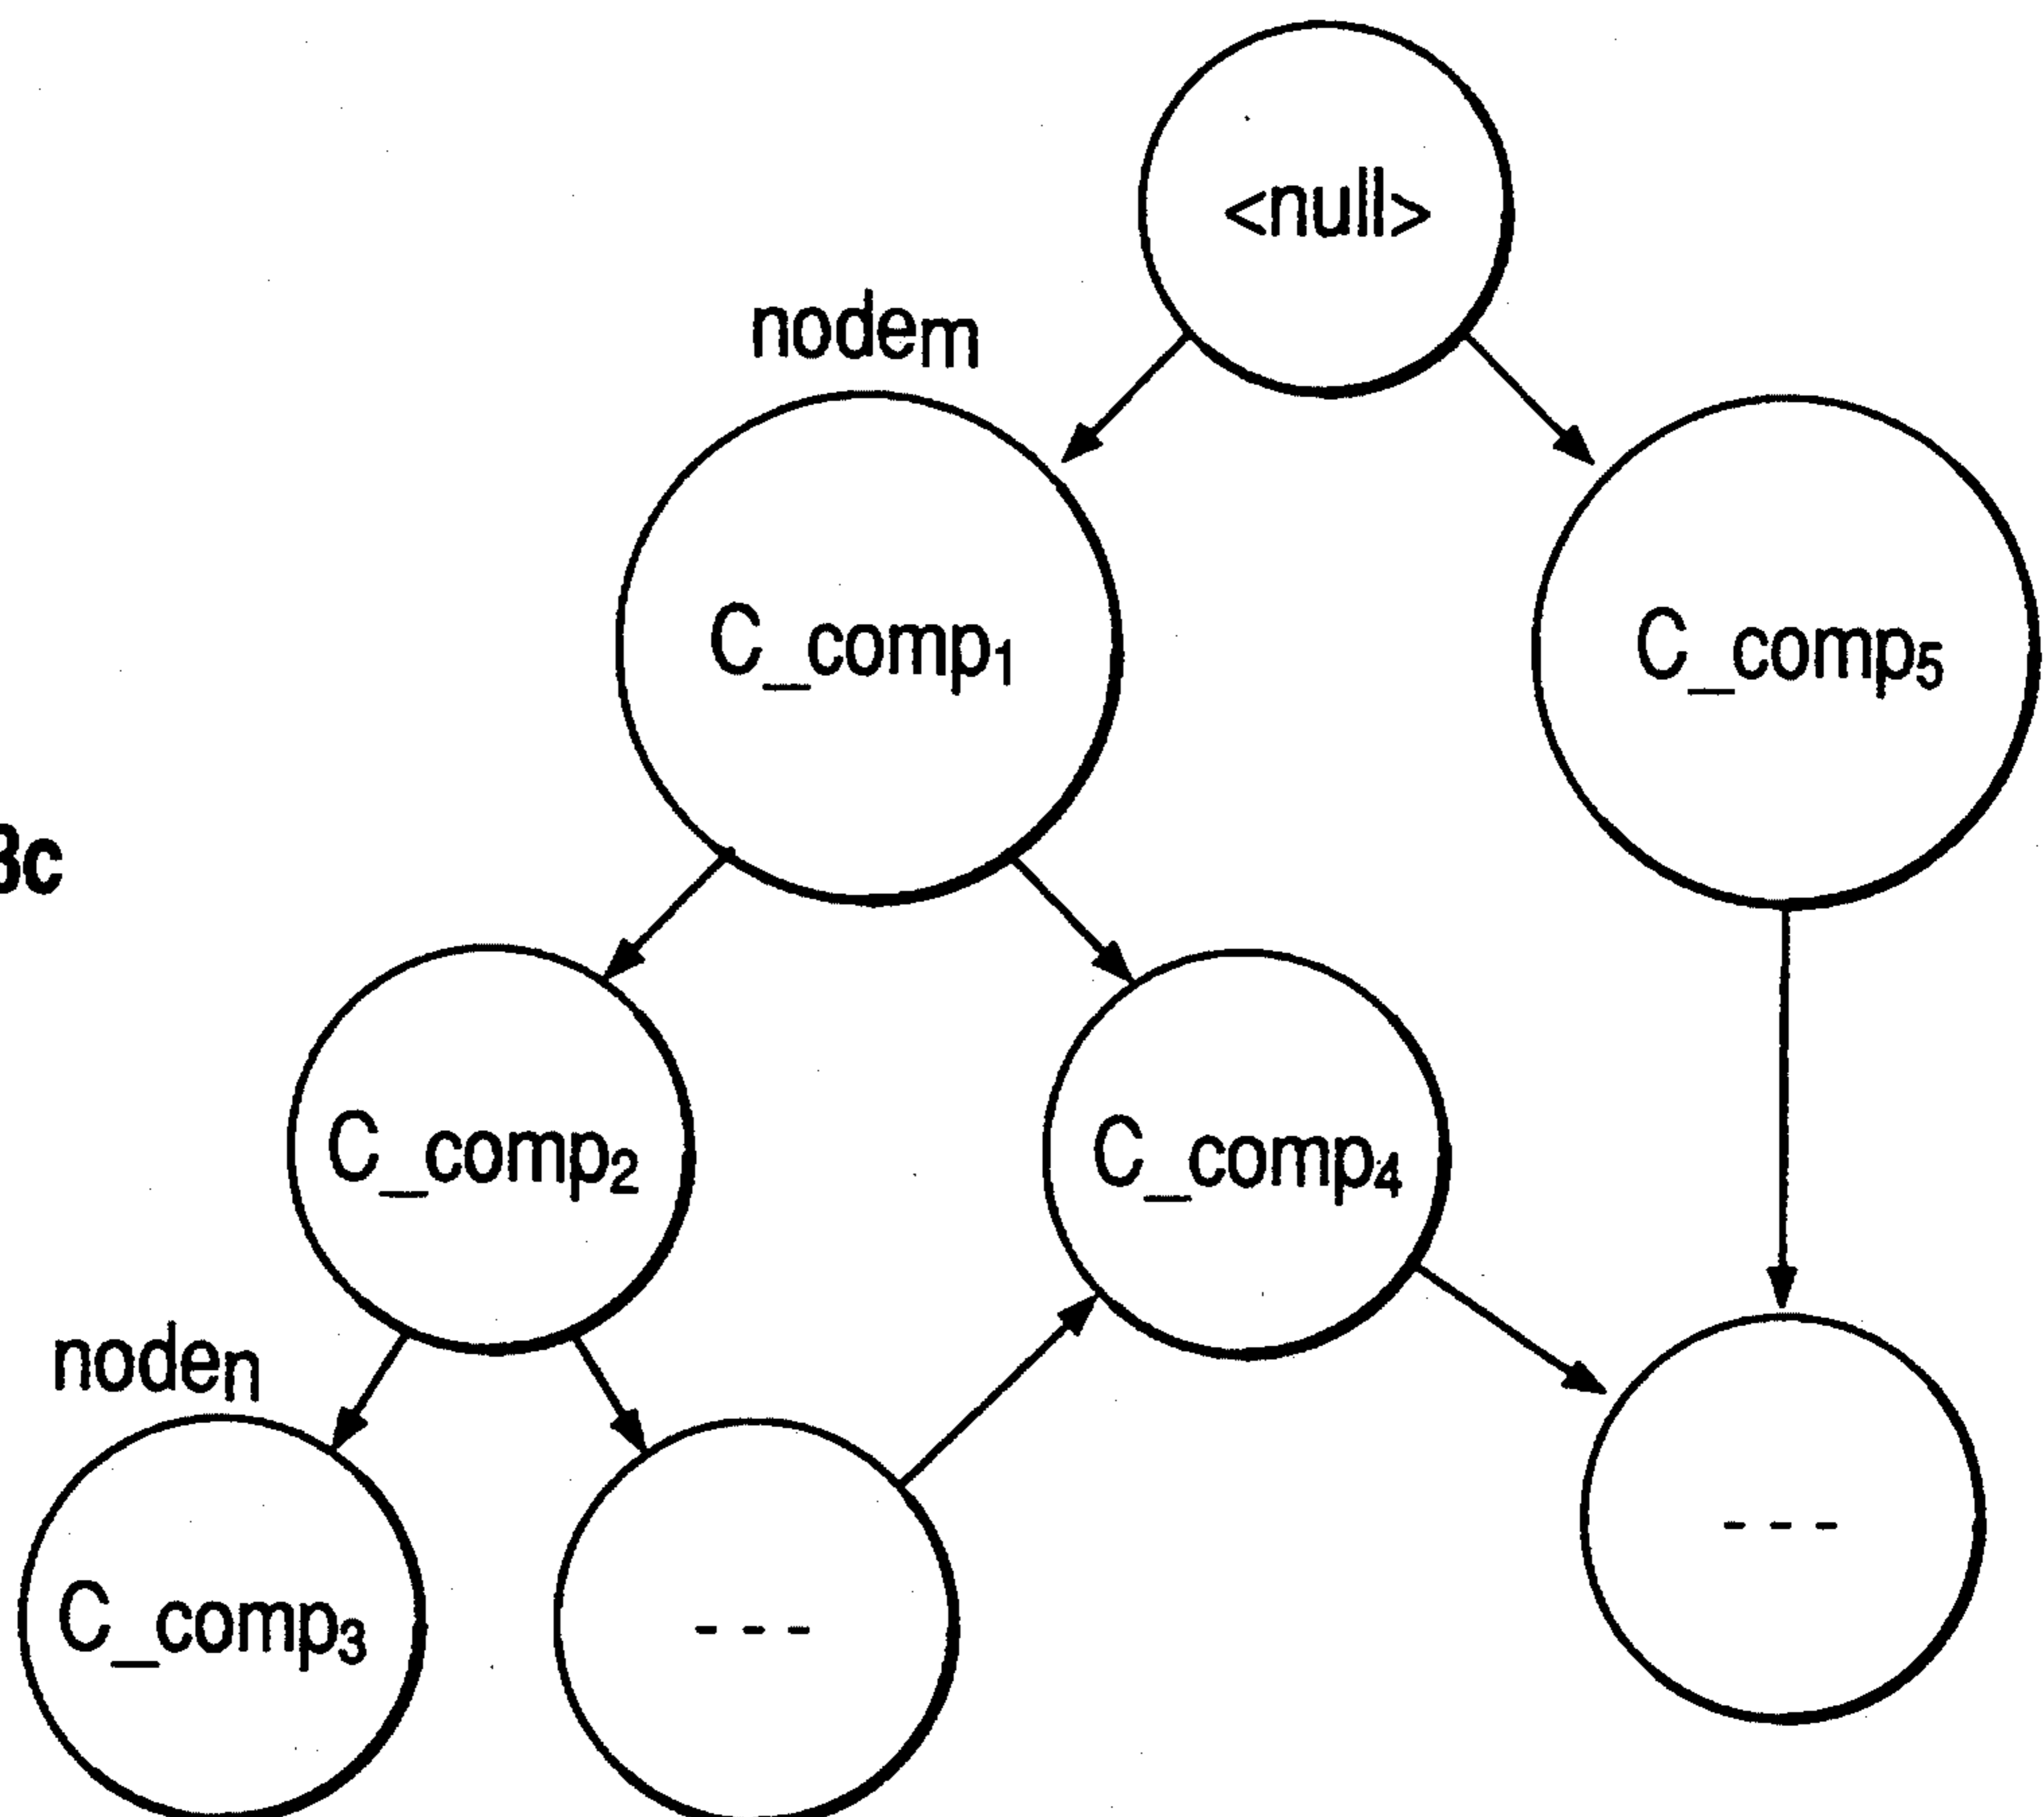 <null>
nodem
C_comp1
C_comp5
3c
C_comp2
C_comp4
noden
C_comp3
---
---